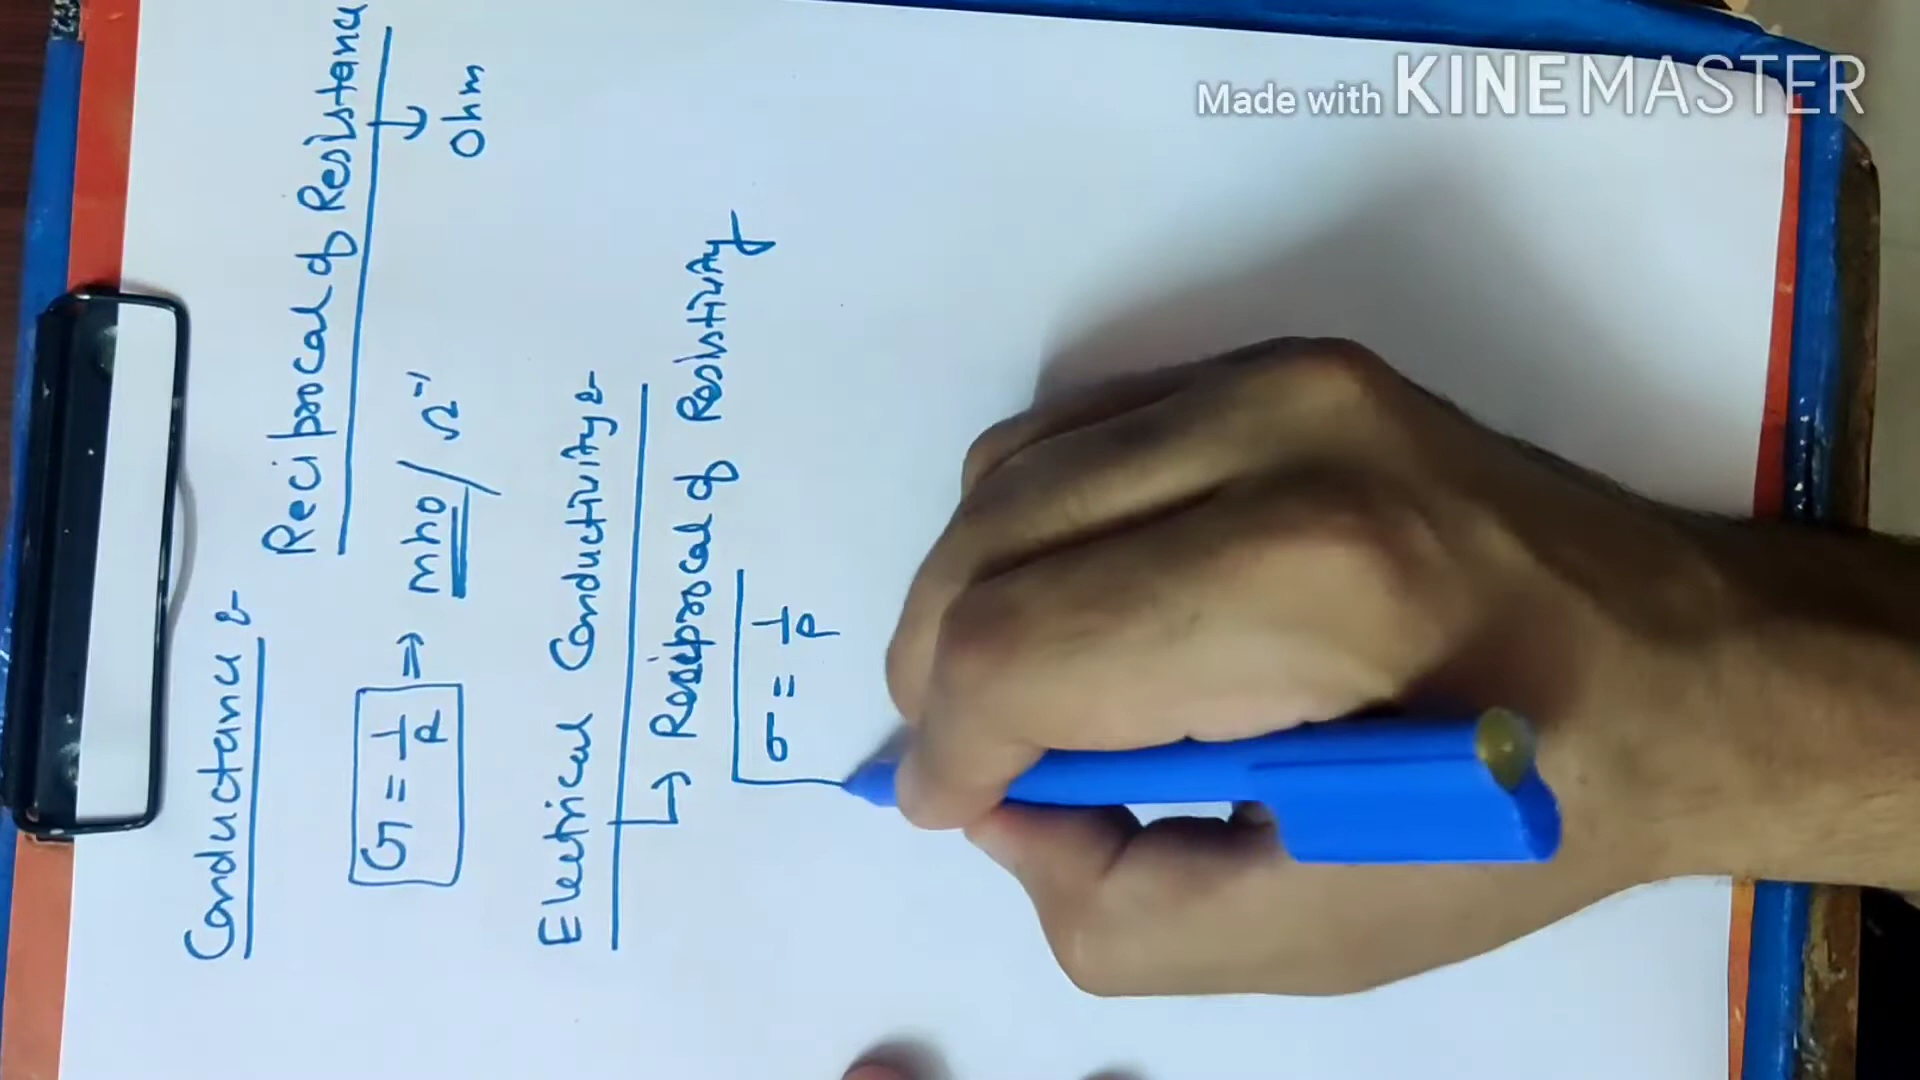 Made with KINEMASTER
Conductance :-
Reciprocal of Resistance
↓
Ohm
G = 1/R ⇒ mho / Ω⁻¹
Electrical Conductivity :-
↳ Reciprocal of Resistivity
σ = 1/ρ